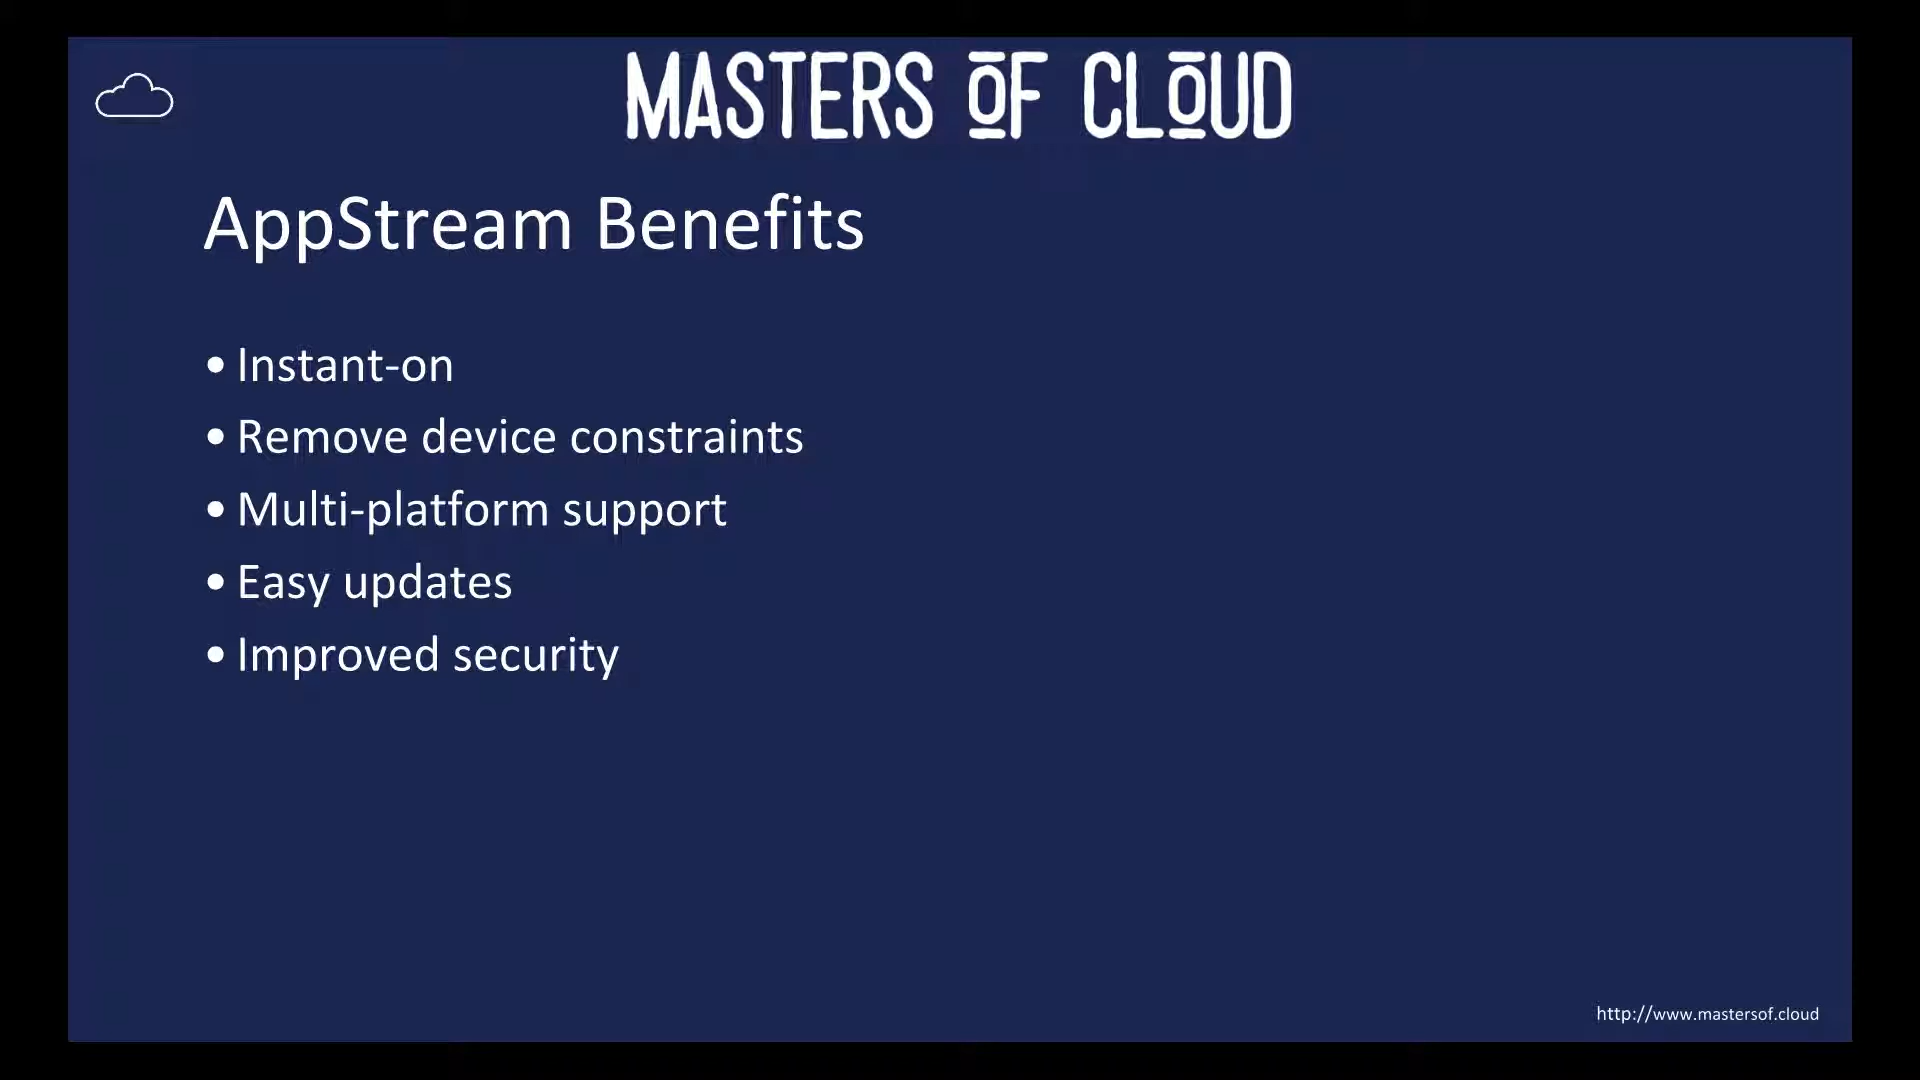 MASTERS OF CLOUD
AppStream Benefits
• Instant-on
• Remove device constraints
• Multi-platform support
• Easy updates
• Improved security
http://www.mastersof.cloud